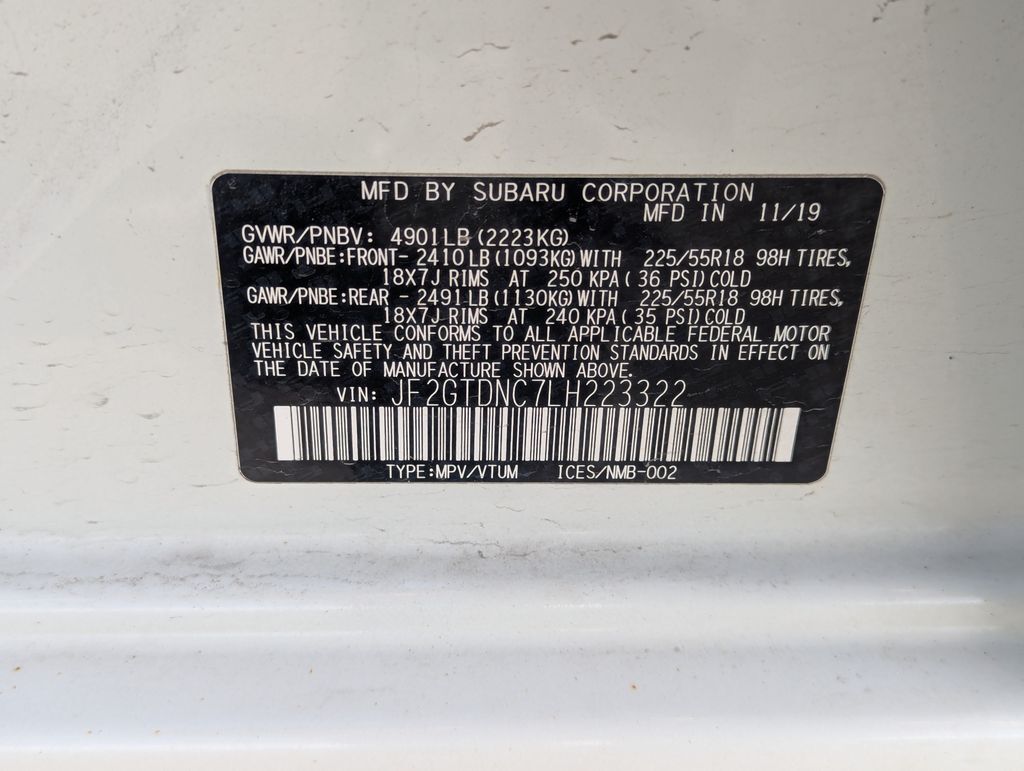 MFD BY SUBARU CORPORATION
MFD IN 11/19
GVWR/PNBV: 4901LB (2223KG)
GAWR/PNBE:FRONT- 2410LB (1093KG) WITH 225/55R18 98H TIRES,
18X7J RIMS AT 250 KPA ( 36 PSI) COLD
GAWR/PNBE:REAR - 2491LB (1130KG) WITH 225/55R18 98H TIRES,
18X7J RIMS AT 240 KPA ( 35 PSI) COLD
THIS VEHICLE CONFORMS TO ALL APPLICABLE FEDERAL MOTOR
VEHICLE SAFETY AND THEFT PREVENTION STANDARDS IN EFFECT ON
THE DATE OF MANUFACTURE SHOWN ABOVE.
VIN: JF2GTDNC7LH223322
TYPE:MPV/VTUM ICES/NMB-002